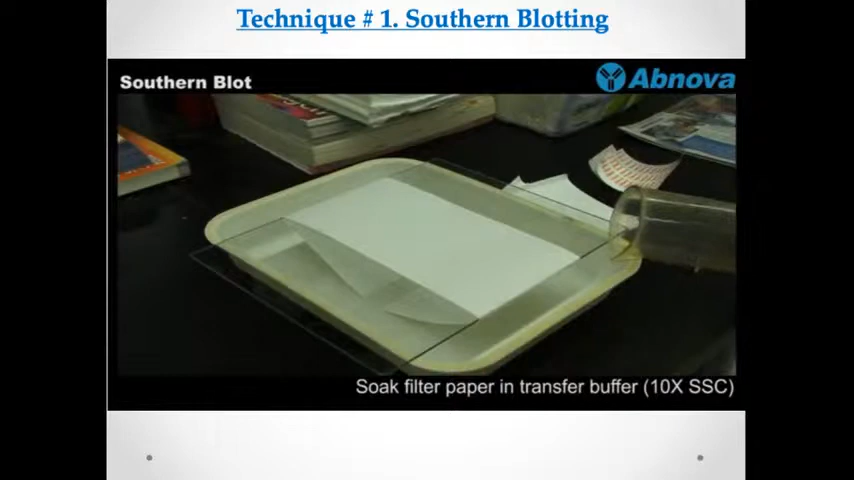 Technique # 1. Southern Blotting
Southern Blot
Abnova
Soak filter paper in transfer buffer (10X SSC)